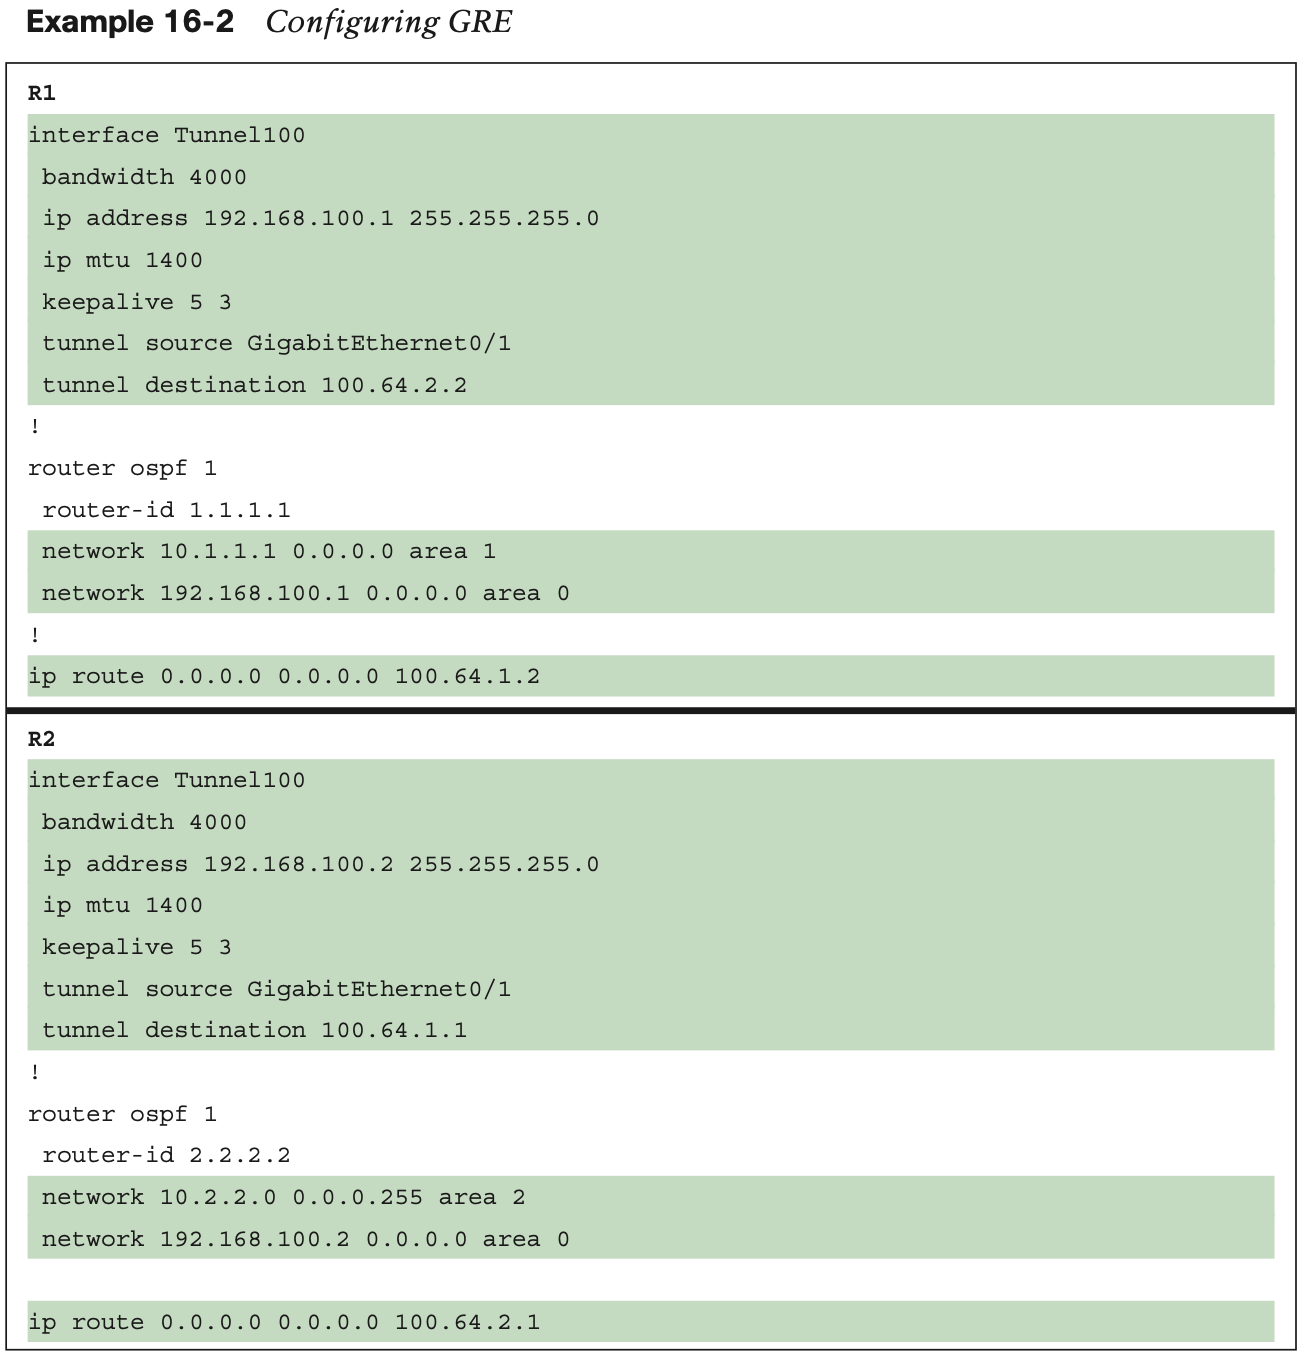 Example 16-2 Configuring GRE
R1
interface Tunnel100
 bandwidth 4000
 ip address 192.168.100.1 255.255.255.0
 ip mtu 1400
 keepalive 5 3
 tunnel source GigabitEthernet0/1
 tunnel destination 100.64.2.2
!
router ospf 1
 router-id 1.1.1.1
 network 10.1.1.1 0.0.0.0 area 1
 network 192.168.100.1 0.0.0.0 area 0
!
ip route 0.0.0.0 0.0.0.0 100.64.1.2
R2
interface Tunnel100
 bandwidth 4000
 ip address 192.168.100.2 255.255.255.0
 ip mtu 1400
 keepalive 5 3
 tunnel source GigabitEthernet0/1
 tunnel destination 100.64.1.1
!
router ospf 1
 router-id 2.2.2.2
 network 10.2.2.0 0.0.0.255 area 2
 network 192.168.100.2 0.0.0.0 area 0
ip route 0.0.0.0 0.0.0.0 100.64.2.1